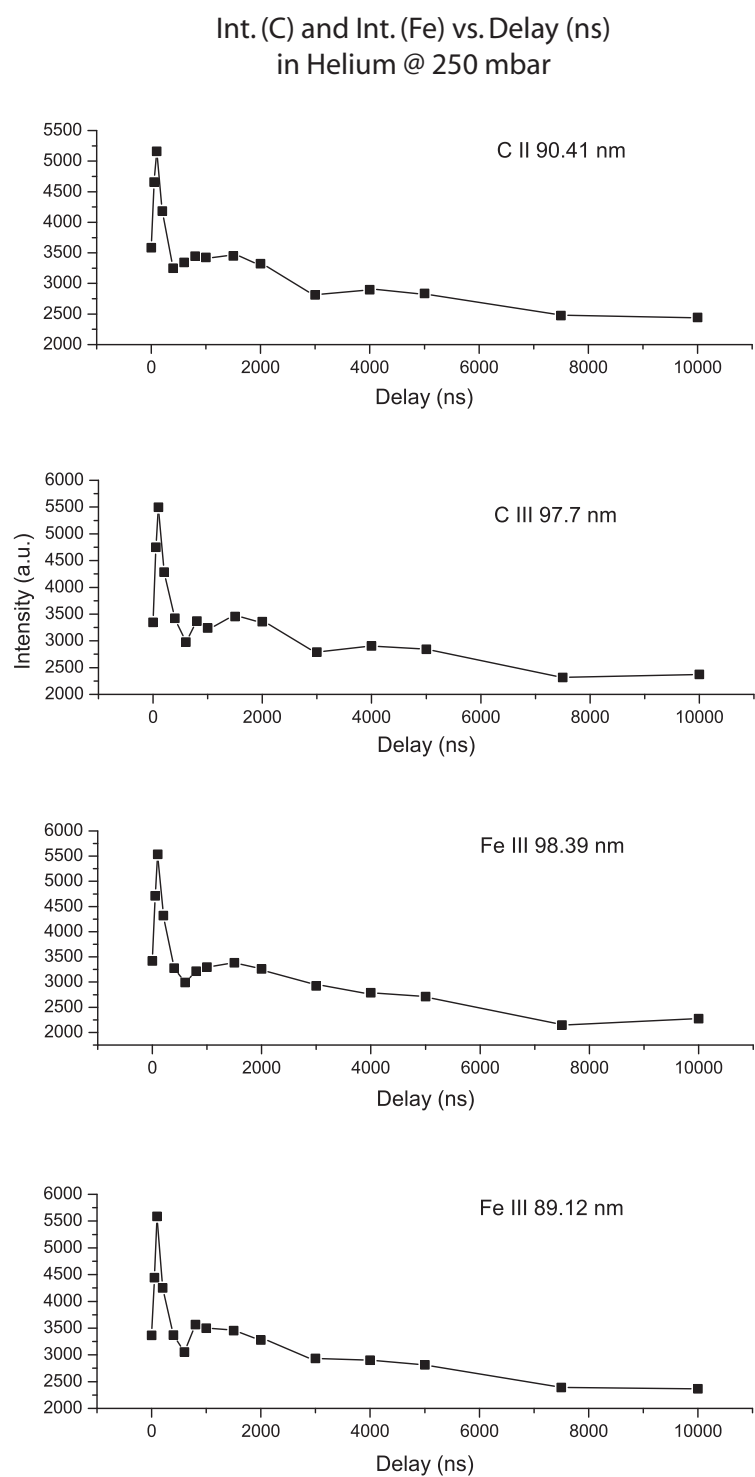 Int. (C) and Int. (Fe) vs. Delay (ns)
in Helium @ 250 mbar
C II 90.41 nm
5500
5000
4500
4000
3500
3000
2500
2000
0 2000 4000 6000 8000 10000
Delay (ns)
Intensity (a.u.)
C III 97.7 nm
6000
5500
5000
4500
4000
3500
3000
2500
2000
0 2000 4000 6000 8000 10000
Delay (ns)
Fe III 98.39 nm
6000
5500
5000
4500
4000
3500
3000
2500
2000
0 2000 4000 6000 8000 10000
Delay (ns)
Fe III 89.12 nm
6000
5500
5000
4500
4000
3500
3000
2500
2000
0 2000 4000 6000 8000 10000
Delay (ns)